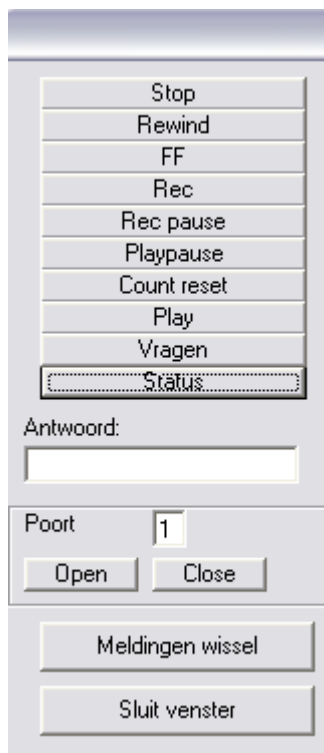 Stop
Rewind
FF
Rec
Rec pause
Playpause
Count reset
Play
Vragen
Status
Antwoord:
Poort 1
Open Close
Meldingen wissel
Sluit venster